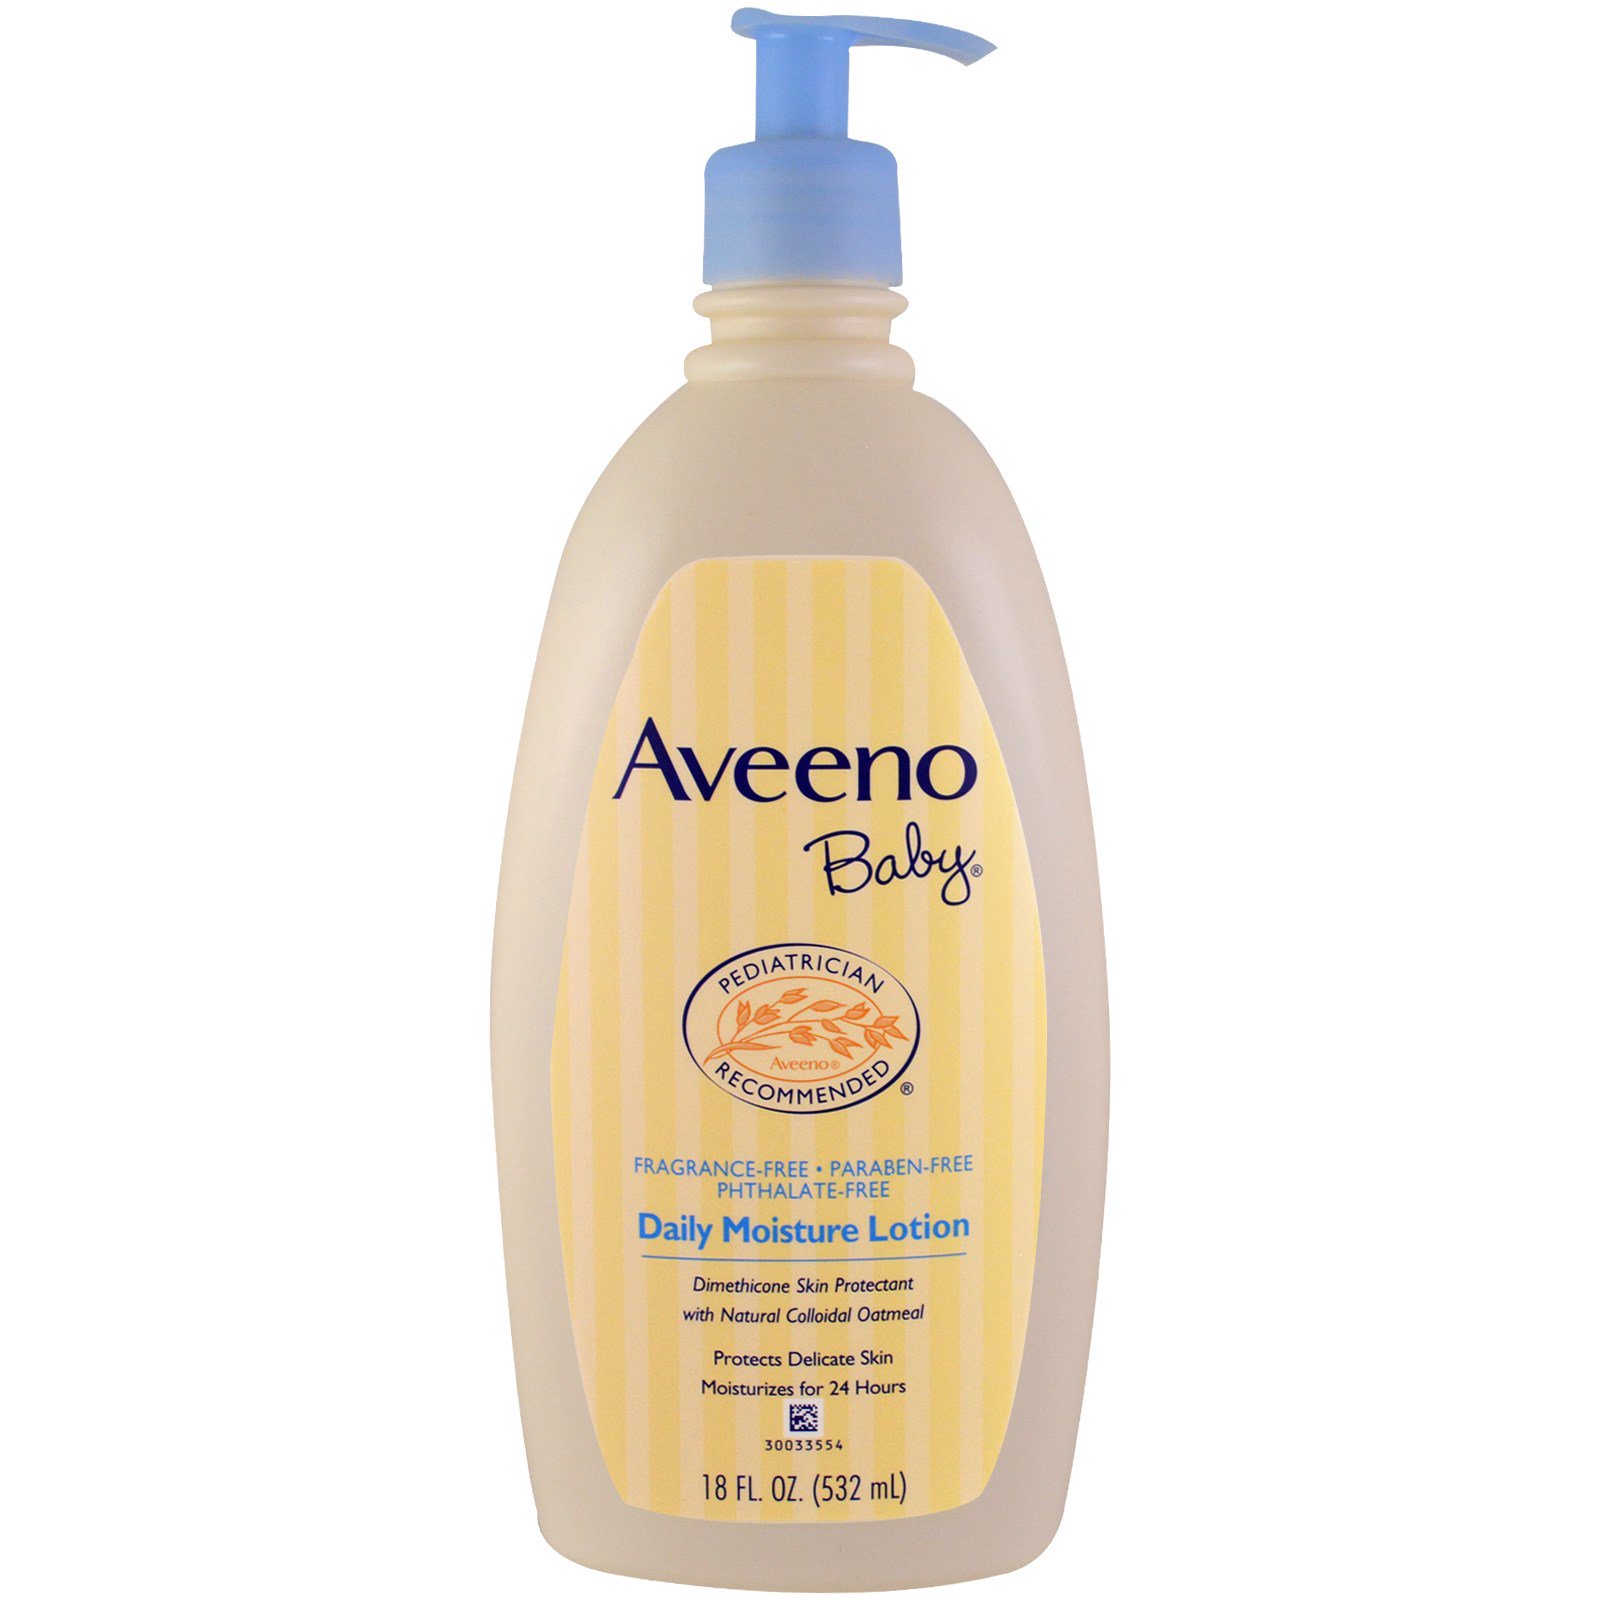 Aveeno
Baby®
PEDIATRICIAN
Aveeno®
RECOMMENDED®
FRAGRANCE-FREE • PARABEN-FREE
PHTHALATE-FREE
Daily Moisture Lotion
Dimethicone Skin Protectant
with Natural Colloidal Oatmeal
Protects Delicate Skin
Moisturizes for 24 Hours
30033554
18 FL. OZ. (532 mL)